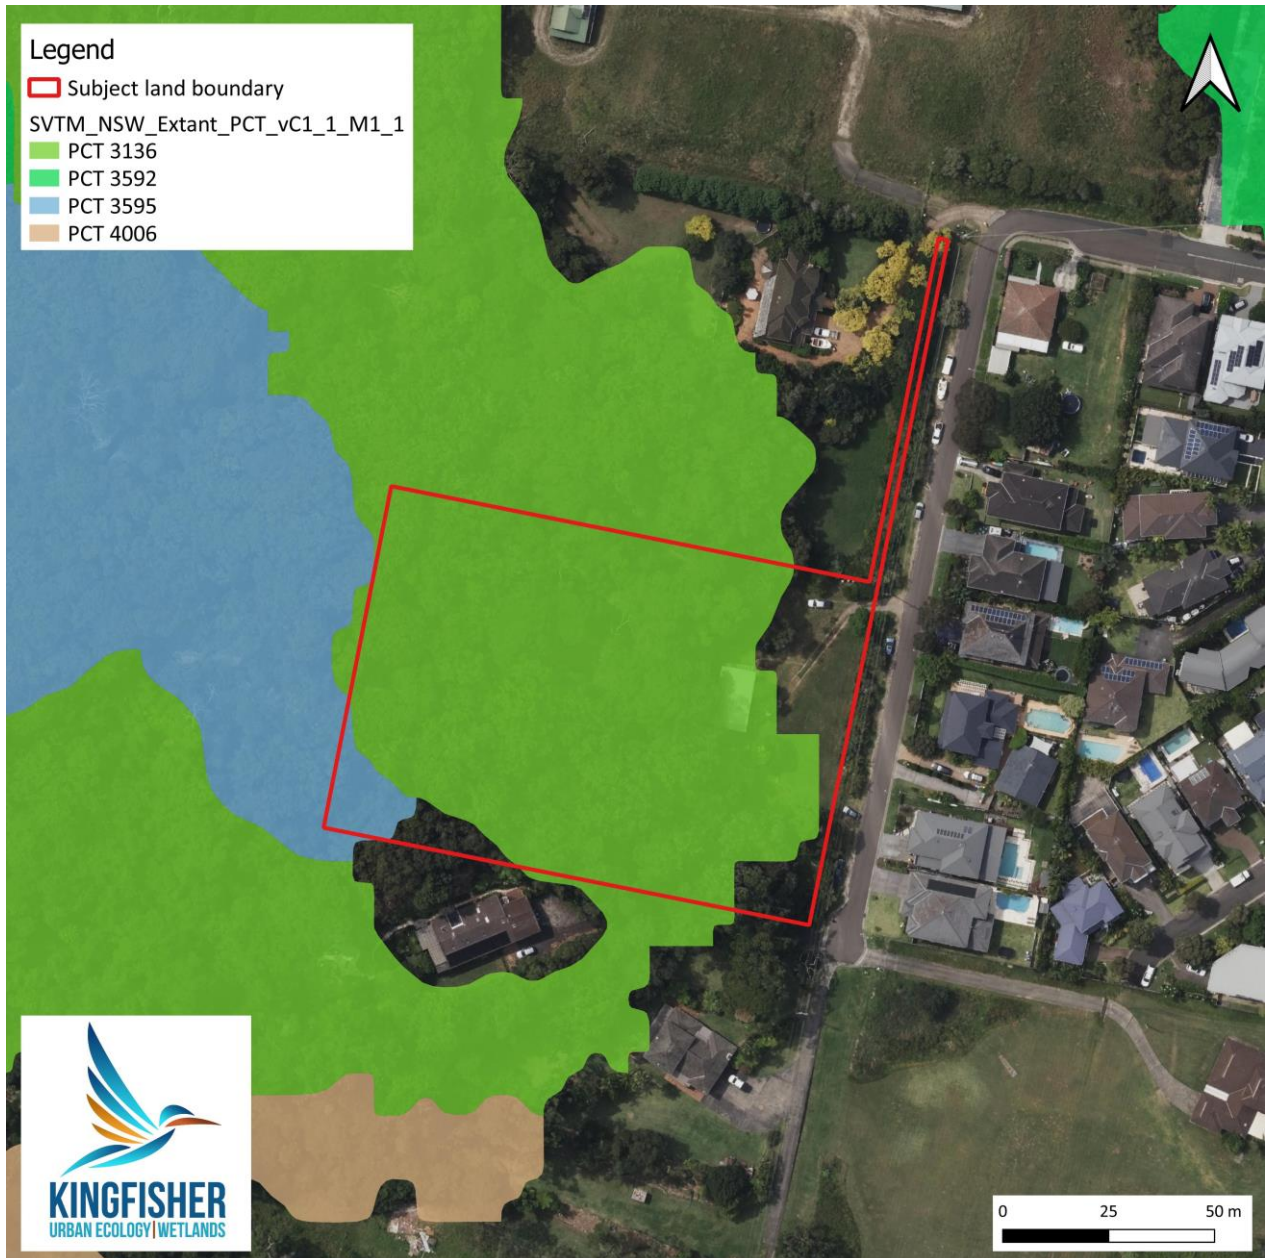 Legend
Subject land boundary
SVTM_NSW_Extant_PCT_vC1_1_M1_1
PCT 3136
PCT 3592
PCT 3595
PCT 4006
KINGFISHER
URBAN ECOLOGY | WETLANDS
0 25 50 m